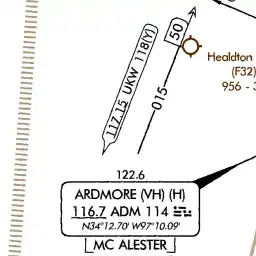 50
117.15 UKW 118(Y)
015
Healdton
(F32)
956 - 3
122.6
ARDMORE (VH) (H)
116.7 ADM 114
N34°12.70' W97°10.09'
MC ALESTER